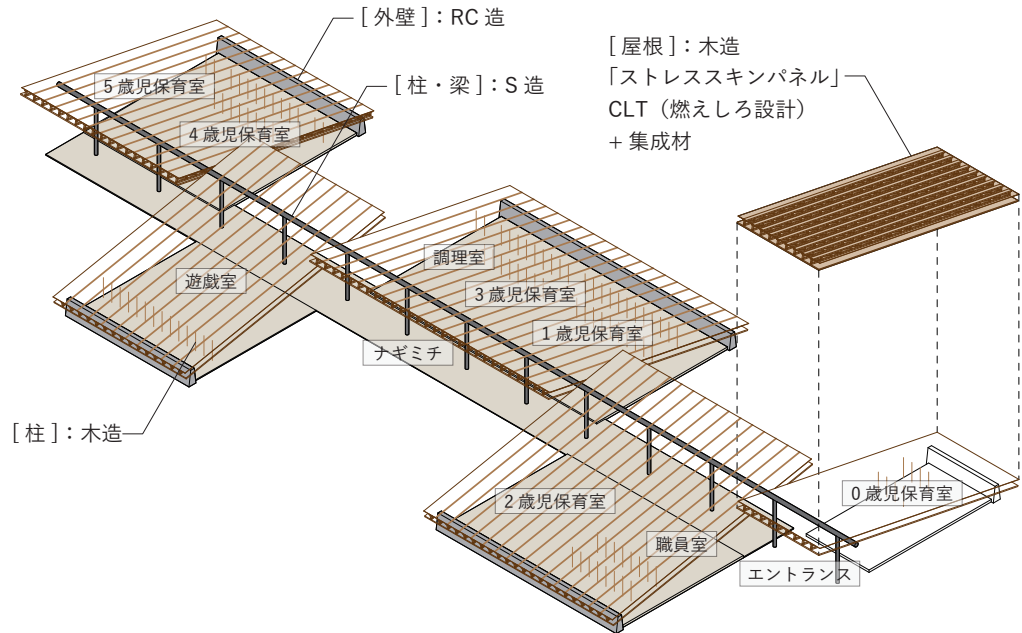 [ 外壁 ]：RC 造
[ 屋根 ]：木造
「ストレススキンパネル」
CLT（燃えしろ設計）
+ 集成材
[ 柱・梁 ]：S 造
5 歳児保育室
4 歳児保育室
遊戯室
調理室
3 歳児保育室
1 歳児保育室
ナギミチ
[ 柱 ]：木造
2 歳児保育室
0 歳児保育室
職員室
エントランス